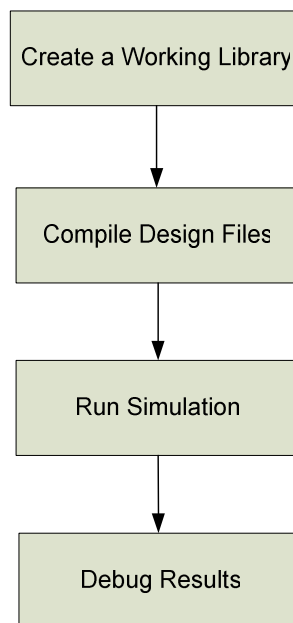 Create a Working Library
Compile Design Files
Run Simulation
Debug Results